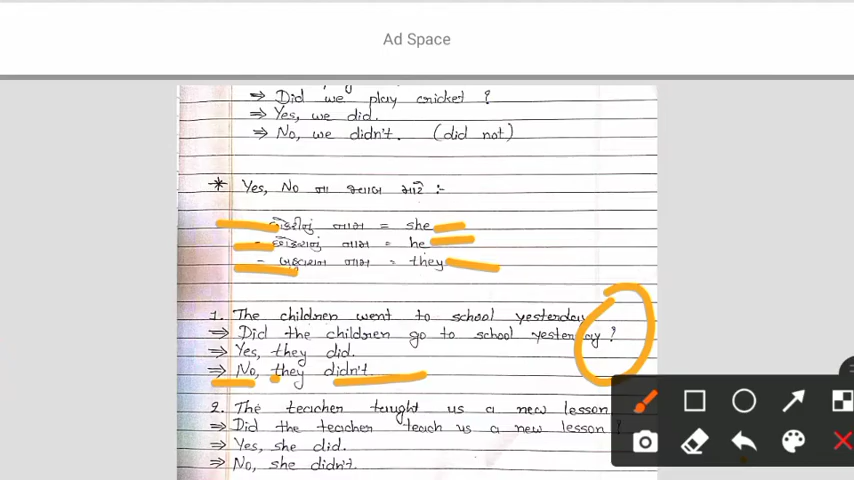 Ad Space
⇒ Did we play cricket ?
⇒ Yes, we did.
⇒ No, we didn't. (did not)
* Yes, No ના જવાબ માટે :-
નામ = she
- છોકરાનું નામ = he
- બહુવચન નામ = they
1. The children went to school yesterday
⇒ Did the children go to school yesterday ?
⇒ Yes, they did.
⇒ No, they didn't.
2. The teacher taught us a new lesson
⇒ Did the teacher teach us a new lesson ?
⇒ Yes, she did.
⇒ No, she didn't.